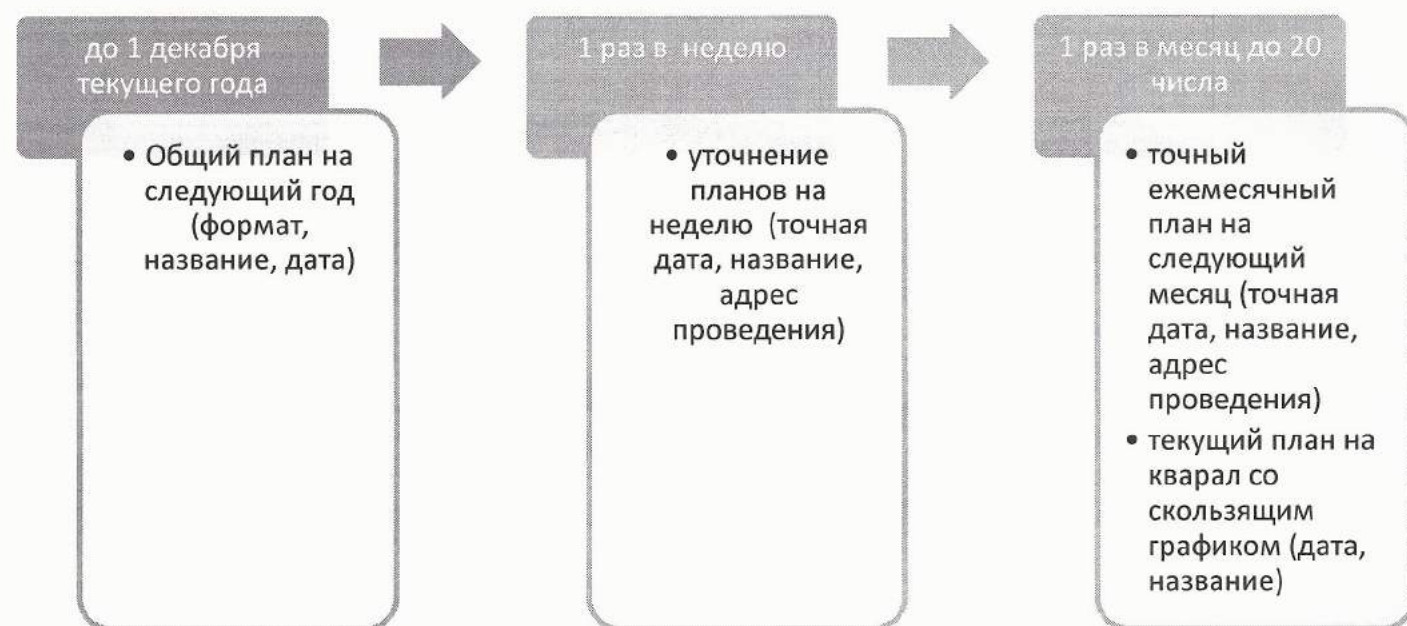 до 1 декабря
текущего года
• Общий план на
следующий год
(формат,
название, дата)
1 раз в неделю
• уточнение
планов на
неделю (точная
дата, название,
адрес
проведения)
1 раз в месяц до 20
числа
• точный
ежемесячный
план на
следующий
месяц (точная
дата, название,
адрес
проведения)
• текущий план на
кварал со
скользящим
графиком (дата,
название)